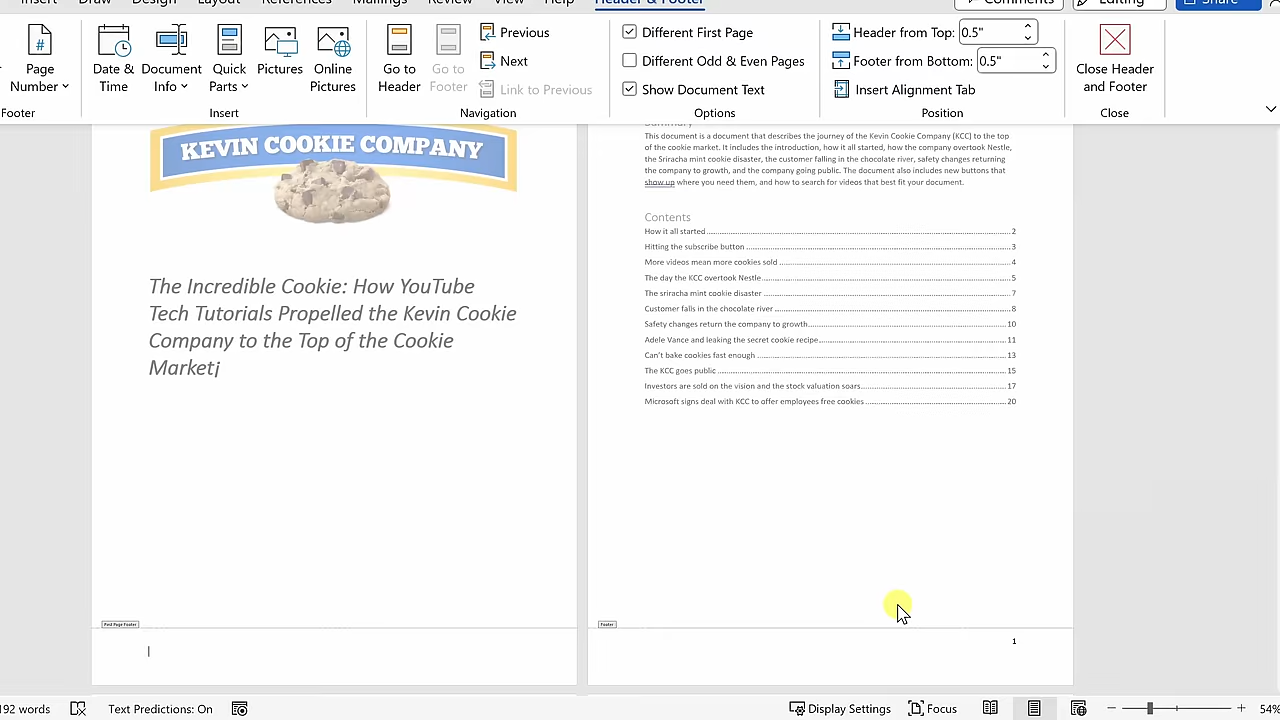 Insert Draw Design Layout References Mailings Review View Help Header & Footer Comments Editing Share
Page Number
Footer
Date & Time
Document Info
Quick Parts
Pictures
Online Pictures
Insert
Go to Header
Go to Footer
Previous
Next
Link to Previous
Navigation
Different First Page
Different Odd & Even Pages
Show Document Text
Options
Header from Top: 0.5"
Footer from Bottom: 0.5"
Insert Alignment Tab
Position
Close Header and Footer
Close
KEVIN COOKIE COMPANY
The Incredible Cookie: How YouTube
Tech Tutorials Propelled the Kevin Cookie
Company to the Top of the Cookie
Market¡
First Page Footer
Summary
This document is a document that describes the journey of the Kevin Cookie Company (KCC) to the top
of the cookie market. It includes the introduction, how it all started, how the company overtook Nestle,
the Sriracha mint cookie disaster, the customer falling in the chocolate river, safety changes returning
the company to growth, and the company going public. The document also includes new buttons that
show up where you need them, and how to search for videos that best fit your document.
Contents
How it all started 2
Hitting the subscribe button 3
More videos mean more cookies sold 4
The day the KCC overtook Nestle 5
The sriracha mint cookie disaster 7
Customer falls in the chocolate river 8
Safety changes return the company to growth 10
Adele Vance and leaking the secret cookie recipe 11
Can't bake cookies fast enough 13
The KCC goes public 15
Investors are sold on the vision and the stock valuation soars 17
Microsoft signs deal with KCC to offer employees free cookies 20
Footer
1
192 words Text Predictions: On Display Settings Focus 54%